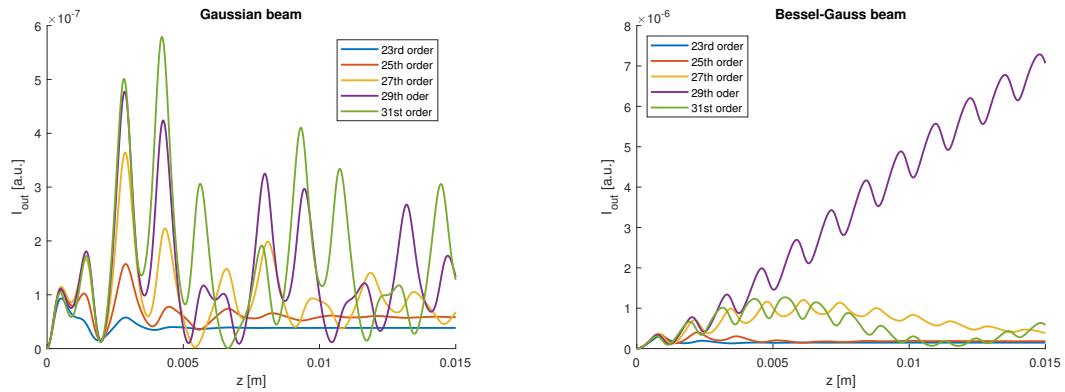 Gaussian beam
×10⁻⁷
6
5
4
3
2
1
0
I_out [a.u.]
0
0.005
0.01
0.015
z [m]
23rd order
25th order
27th order
29th oder
31st order
Bessel-Gauss beam
×10⁻⁶
8
7
6
5
4
3
2
1
0
I_out [a.u.]
0
0.005
0.01
0.015
z [m]
23rd order
25th order
27th order
29th oder
31st order